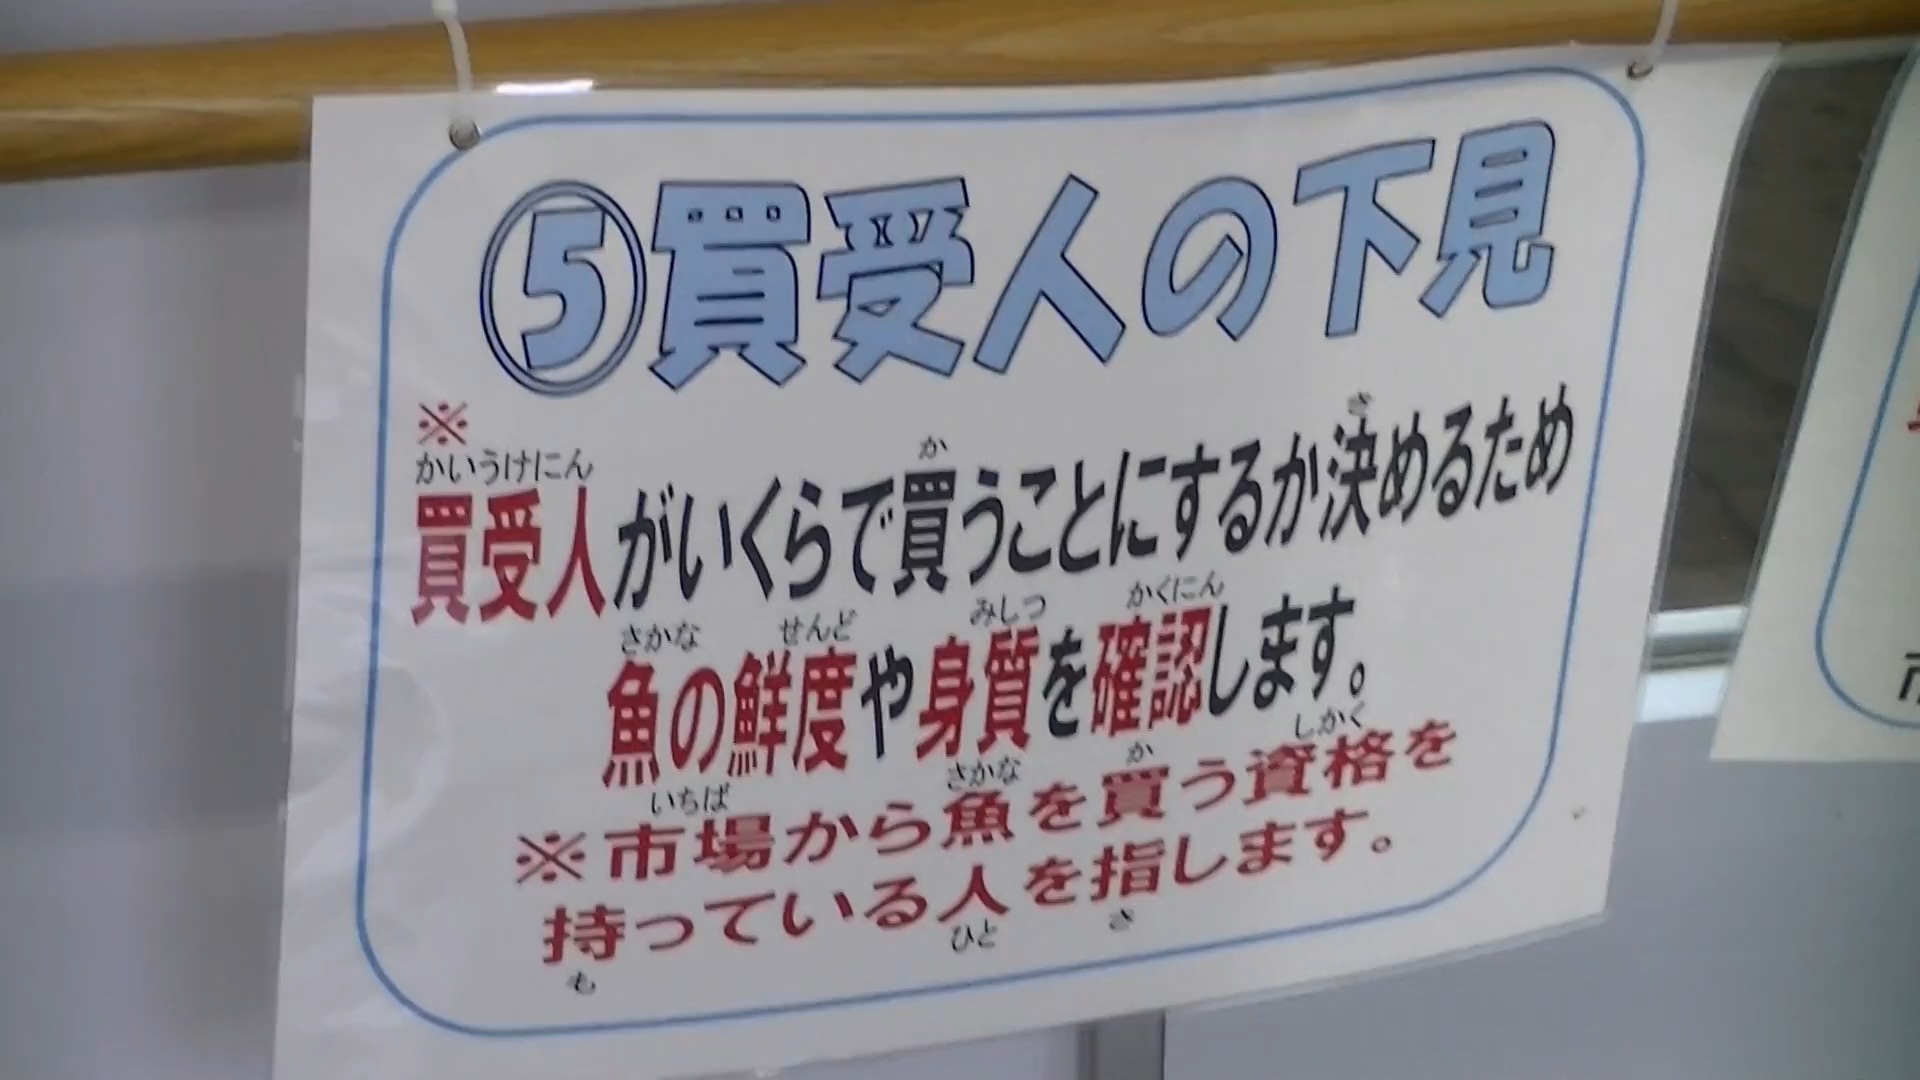 ⑤買受人の下見
※
かいうけにん か さ
買受人がいくらで買うことにするか決めるため
さかな せんど みしつ かくにん
魚の鮮度や身質を確認します。
いちば さかな か しかく
※市場から魚を買う資格を
持っている人を指します。
も ひと さ
市